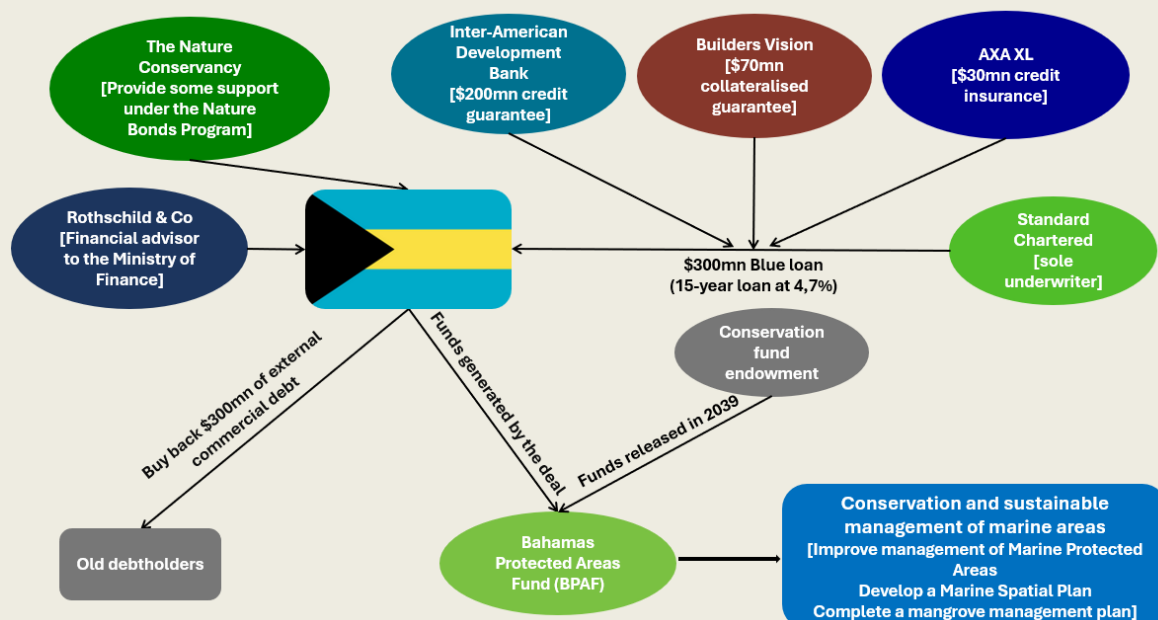 The Nature
Conservancy
[Provide some support
under the Nature
Bonds Program]
Inter-American
Development
Bank
[$200mn credit
guarantee]
Builders Vision
[$70mn
collateralised
guarantee]
AXA XL
[$30mn credit
insurance]
Rothschild & Co
[Financial advisor
to the Ministry of
Finance]
$300mn Blue loan
(15-year loan at 4,7%)
Standard
Chartered
[sole
underwriter]
Conservation
fund
endowment
Buy back $300mn of external
commercial debt
Funds generated by the deal
Funds released in 2039
Old debtholders
Bahamas
Protected Areas
Fund (BPAF)
Conservation and sustainable
management of marine areas
[Improve management of Marine Protected
Areas
Develop a Marine Spatial Plan
Complete a mangrove management plan]